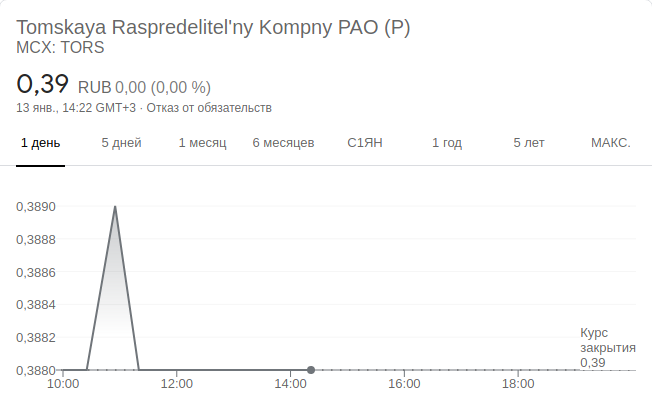 Tomskaya Raspredelitel'ny Kompny PAO (P)
MCX: TORS
0,39 RUB 0,00 (0,00 %)
13 янв., 14:22 GMT+3 · Отказ от обязательств
1 день 5 дней 1 месяц 6 месяцев С1ЯН 1 год 5 лет МАКС.
0,3890
0,3888
0,3886
0,3884
0,3882
Курс
закрытия
0,39
0,3880
10:00 12:00 14:00 16:00 18:00